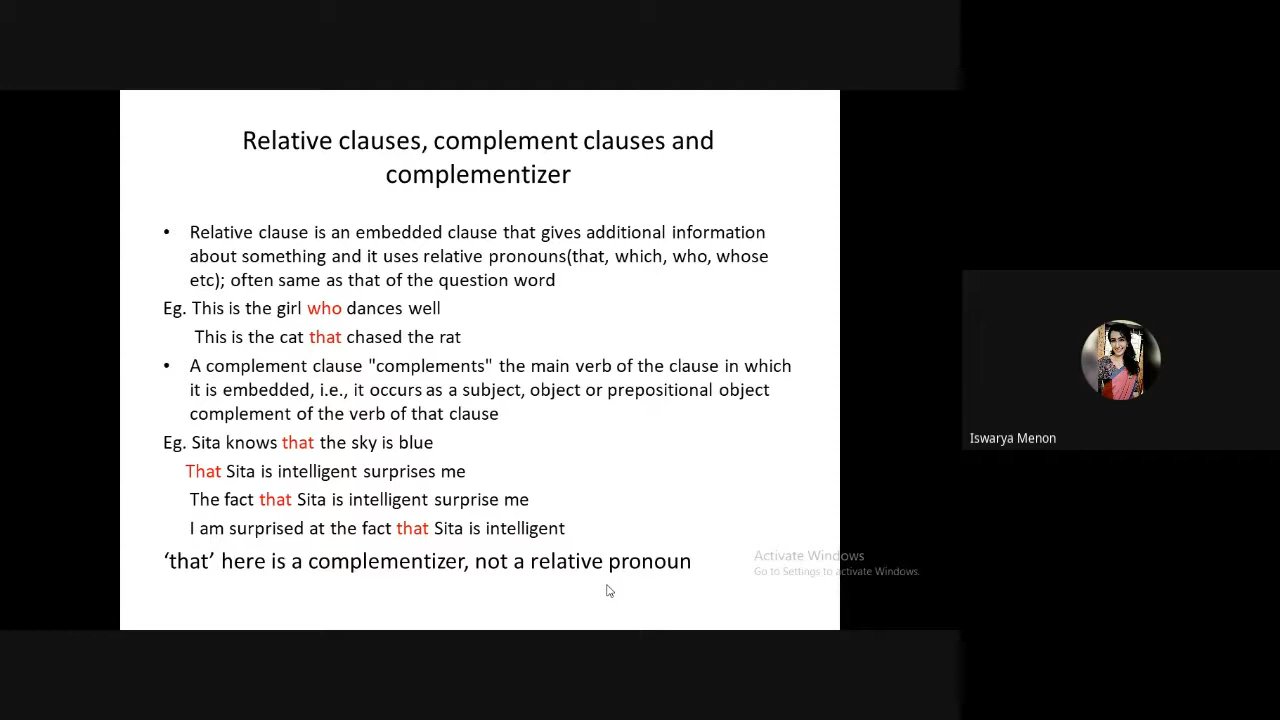 Relative clauses, complement clauses and
complementizer
• Relative clause is an embedded clause that gives additional information
about something and it uses relative pronouns(that, which, who, whose
etc); often same as that of the question word
Eg. This is the girl who dances well
This is the cat that chased the rat
• A complement clause "complements" the main verb of the clause in which
it is embedded, i.e., it occurs as a subject, object or prepositional object
complement of the verb of that clause
Eg. Sita knows that the sky is blue
That Sita is intelligent surprises me
The fact that Sita is intelligent surprise me
I am surprised at the fact that Sita is intelligent
‘that’ here is a complementizer, not a relative pronoun
Activate Windows
Go to Settings to activate Windows.
Iswarya Menon